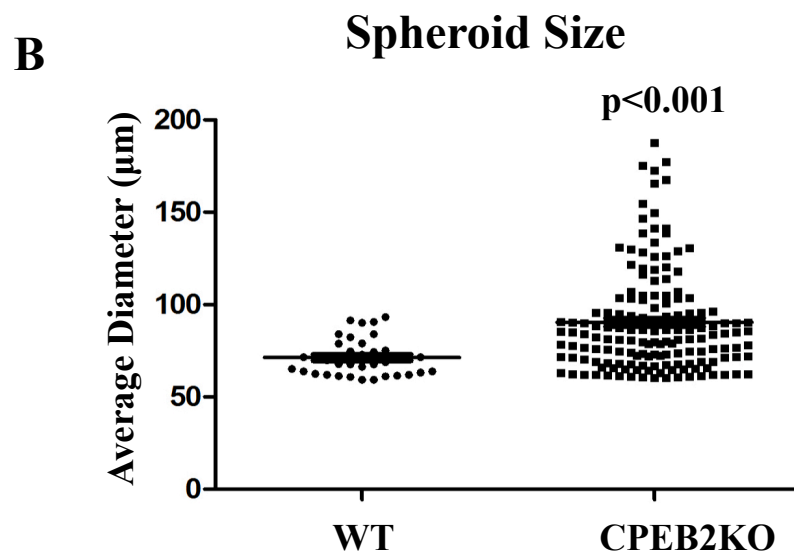 B
Spheroid Size
p<0.001
Average Diameter (μm)
200
150
100
50
0
WT
CPEB2KO